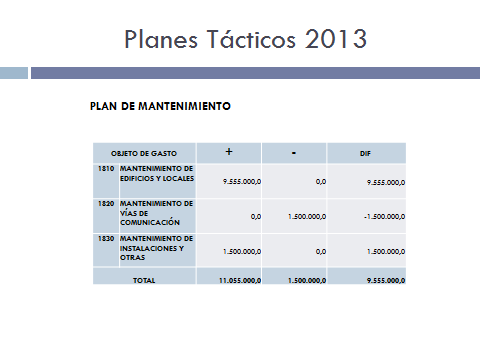 Planes Tácticos 2013
PLAN DE MANTENIMIENTO
OBJETO DE GASTO + - DIF
1810 MANTENIMIENTO DE
EDIFICIOS Y LOCALES 9.555.000,0 0,0 9.555.000,0
1820 MANTENIMIENTO DE
VÍAS DE
COMUNICACIÓN 0,0 1.500.000,0 -1.500.000,0
1830 MANTENIMIENTO DE
INSTALACIONES Y
OTRAS 1.500.000,0 0,0 1.500.000,0
TOTAL 11.055.000,0 1.500.000,0 9.555.000,0